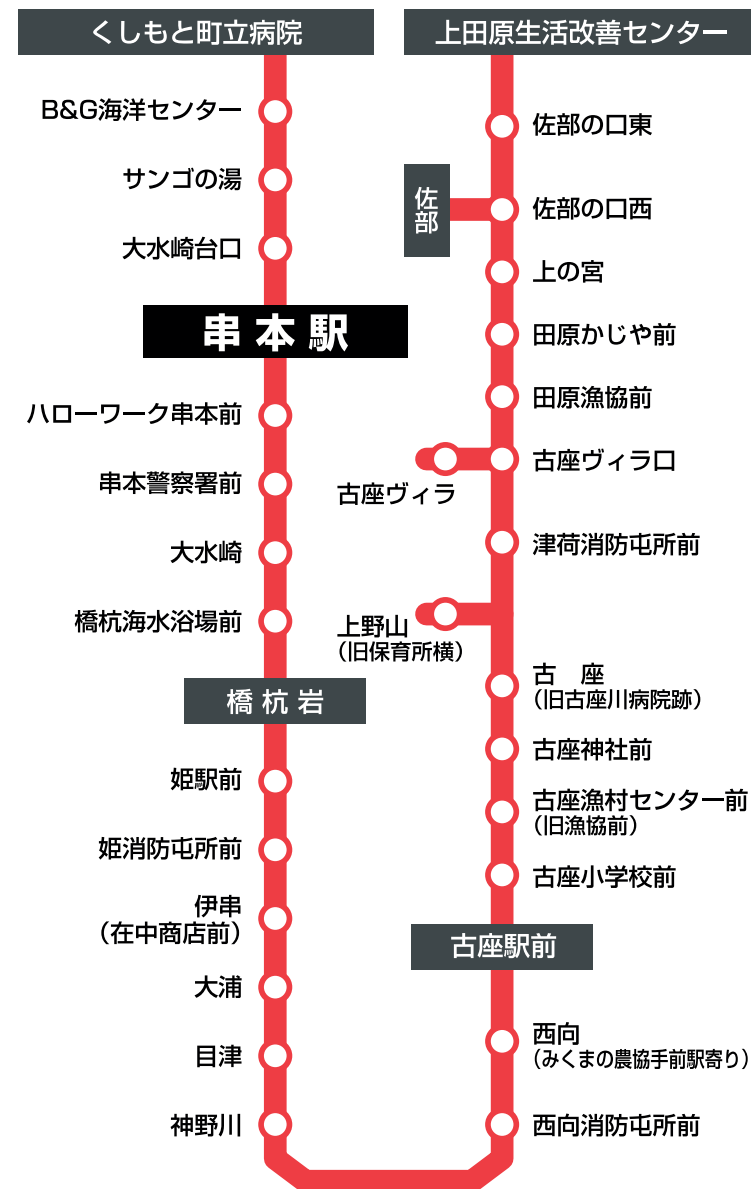 くしもと町立病院
B&G海洋センター
サンゴの湯
大水崎台口
串本駅
ハローワーク串本前
串本警察署前
大水崎
橋杭海水浴場前
橋杭岩
姫駅前
姫消防屯所前
伊串
（在中商店前）
大浦
目津
神野川
上田原生活改善センター
佐部の口東
佐部
佐部の口西
上の宮
田原かじや前
田原漁協前
古座ヴィラ口
古座ヴィラ
津荷消防屯所前
上野山
（旧保育所横）
古　座
（旧古座川病院跡）
古座神社前
古座漁村センター前
（旧漁協前）
古座小学校前
古座駅前
西向
（みくまの農協手前駅寄り）
西向消防屯所前